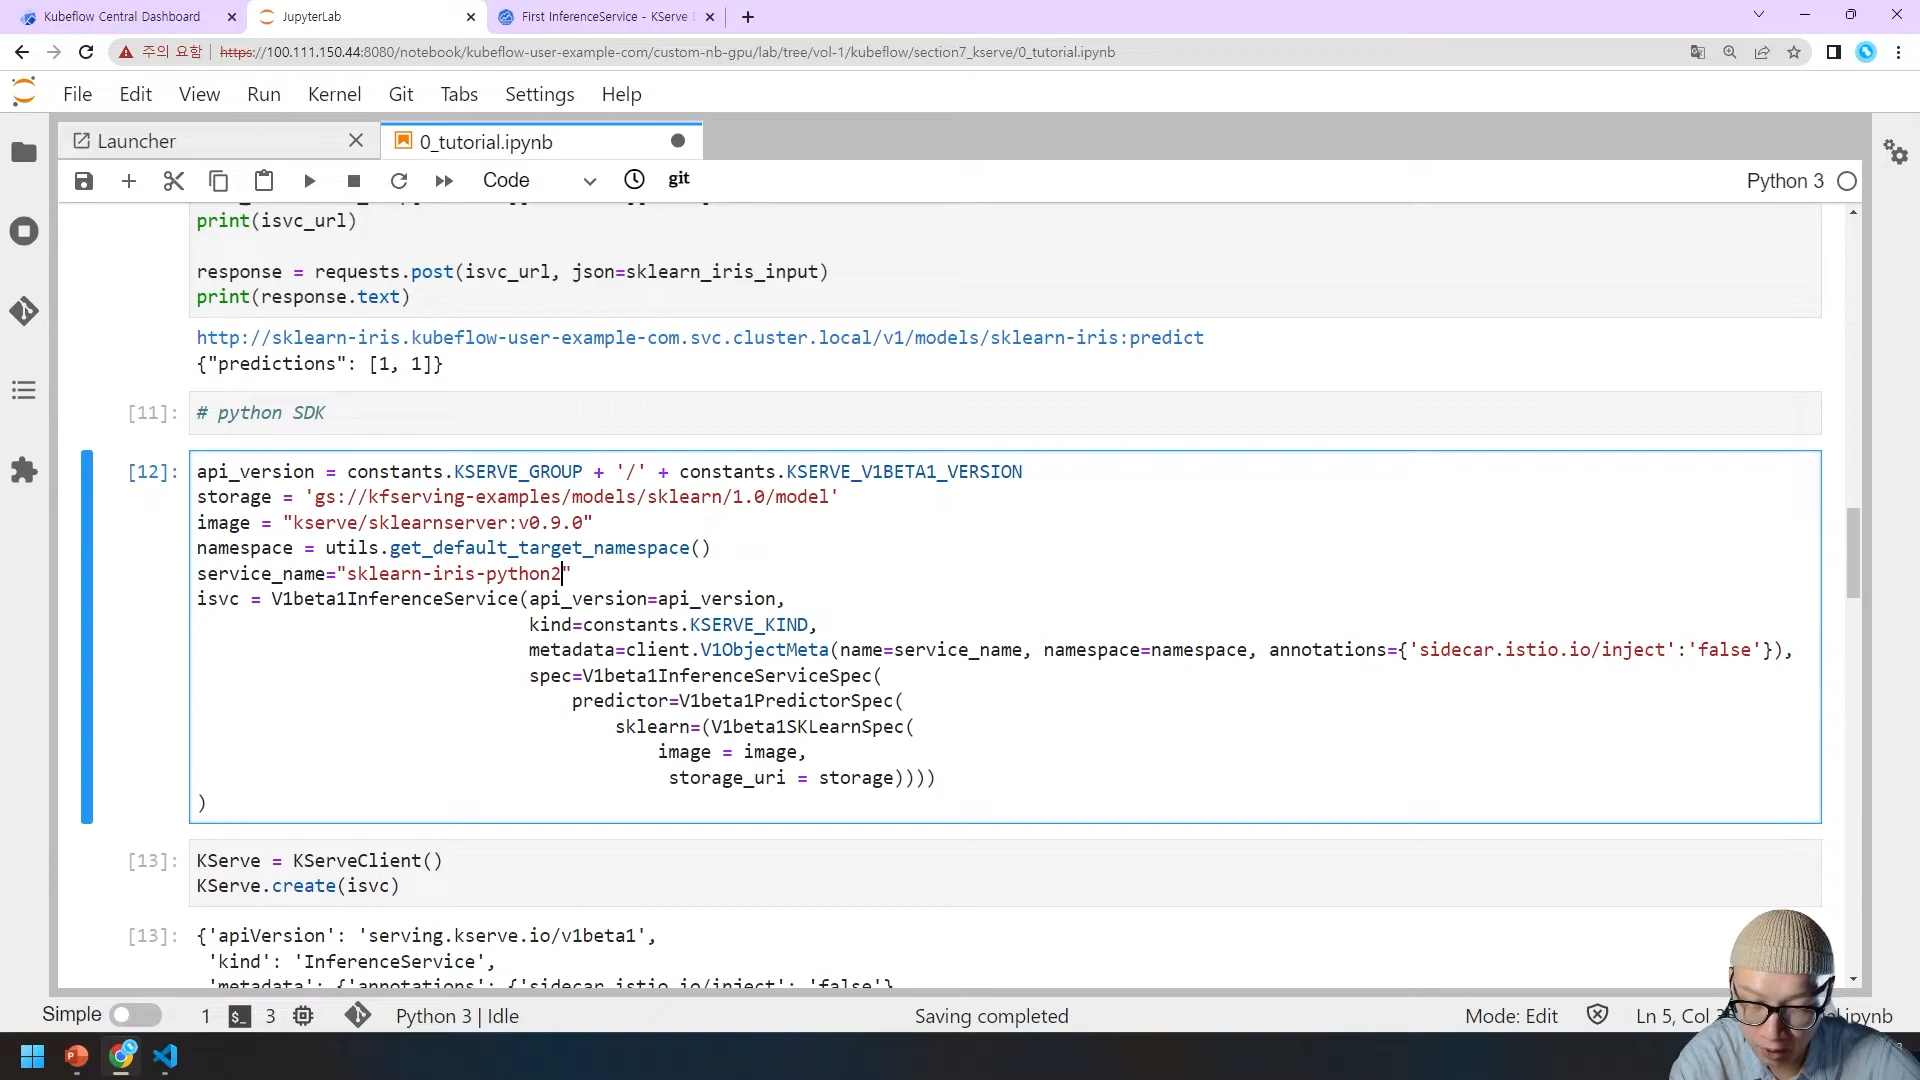 Kubeflow Central Dashboard
JupyterLab
First InferenceService - KServe
주의 요함 | https://100.111.150.44:8080/notebook/kubeflow-user-example-com/custom-nb-gpu/lab/tree/vol-1/kubeflow/section7_kserve/0_tutorial.ipynb
File Edit View Run Kernel Git Tabs Settings Help
Launcher
0_tutorial.ipynb
Code
git
Python 3
print(isvc_url)
response = requests.post(isvc_url, json=sklearn_iris_input)
print(response.text)
http://sklearn-iris.kubeflow-user-example-com.svc.cluster.local/v1/models/sklearn-iris:predict
{"predictions": [1, 1]}
[11]: # python SDK
[12]: api_version = constants.KSERVE_GROUP + '/' + constants.KSERVE_V1BETA1_VERSION
storage = 'gs://kfserving-examples/models/sklearn/1.0/model'
image = "kserve/sklearnserver:v0.9.0"
namespace = utils.get_default_target_namespace()
service_name="sklearn-iris-python2"
isvc = V1beta1InferenceService(api_version=api_version,
kind=constants.KSERVE_KIND,
metadata=client.V1ObjectMeta(name=service_name, namespace=namespace, annotations={'sidecar.istio.io/inject':'false'}),
spec=V1beta1InferenceServiceSpec(
predictor=V1beta1PredictorSpec(
sklearn=(V1beta1SKLearnSpec(
image = image,
storage_uri = storage))))
)
[13]: KServe = KServeClient()
KServe.create(isvc)
[13]: {'apiVersion': 'serving.kserve.io/v1beta1',
'kind': 'InferenceService',
'metadata': {'annotations': {'sidecar.istio.io/inject': 'false'}
Simple
1
3
Python 3 | Idle
Saving completed
Mode: Edit
Ln 5, Col
ipynb